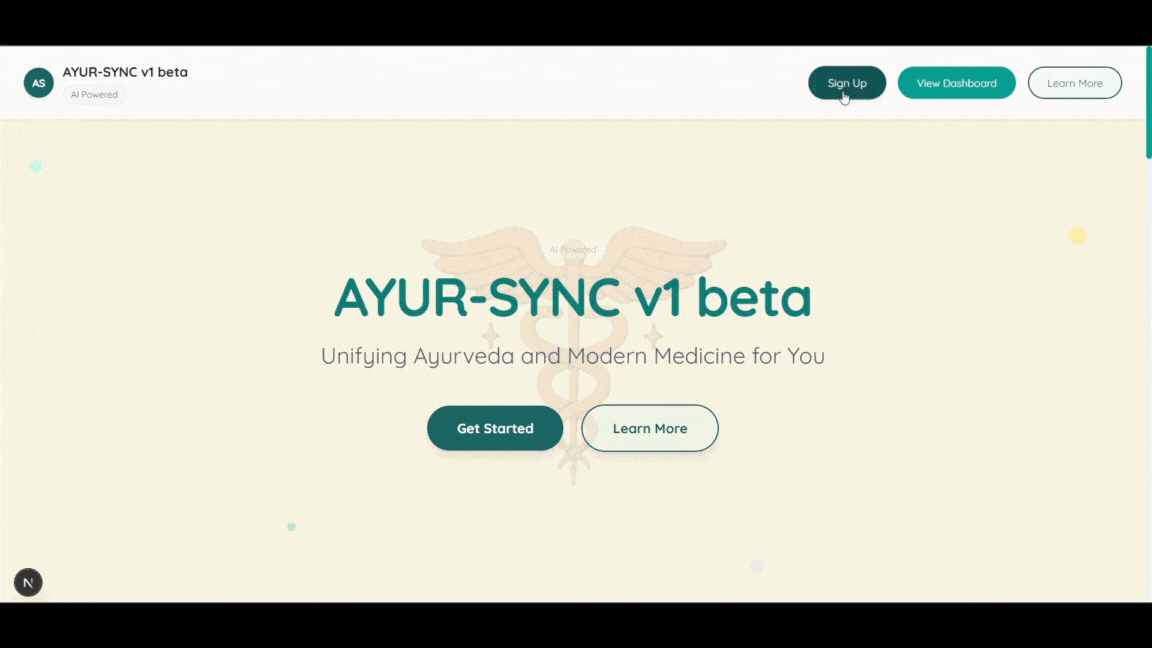 AS
AYUR-SYNC v1 beta
AI Powered
Sign Up
View Dashboard
Learn More
AI Powered
AYUR-SYNC v1 beta
Unifying Ayurveda and Modern Medicine for You
Get Started
Learn More
N